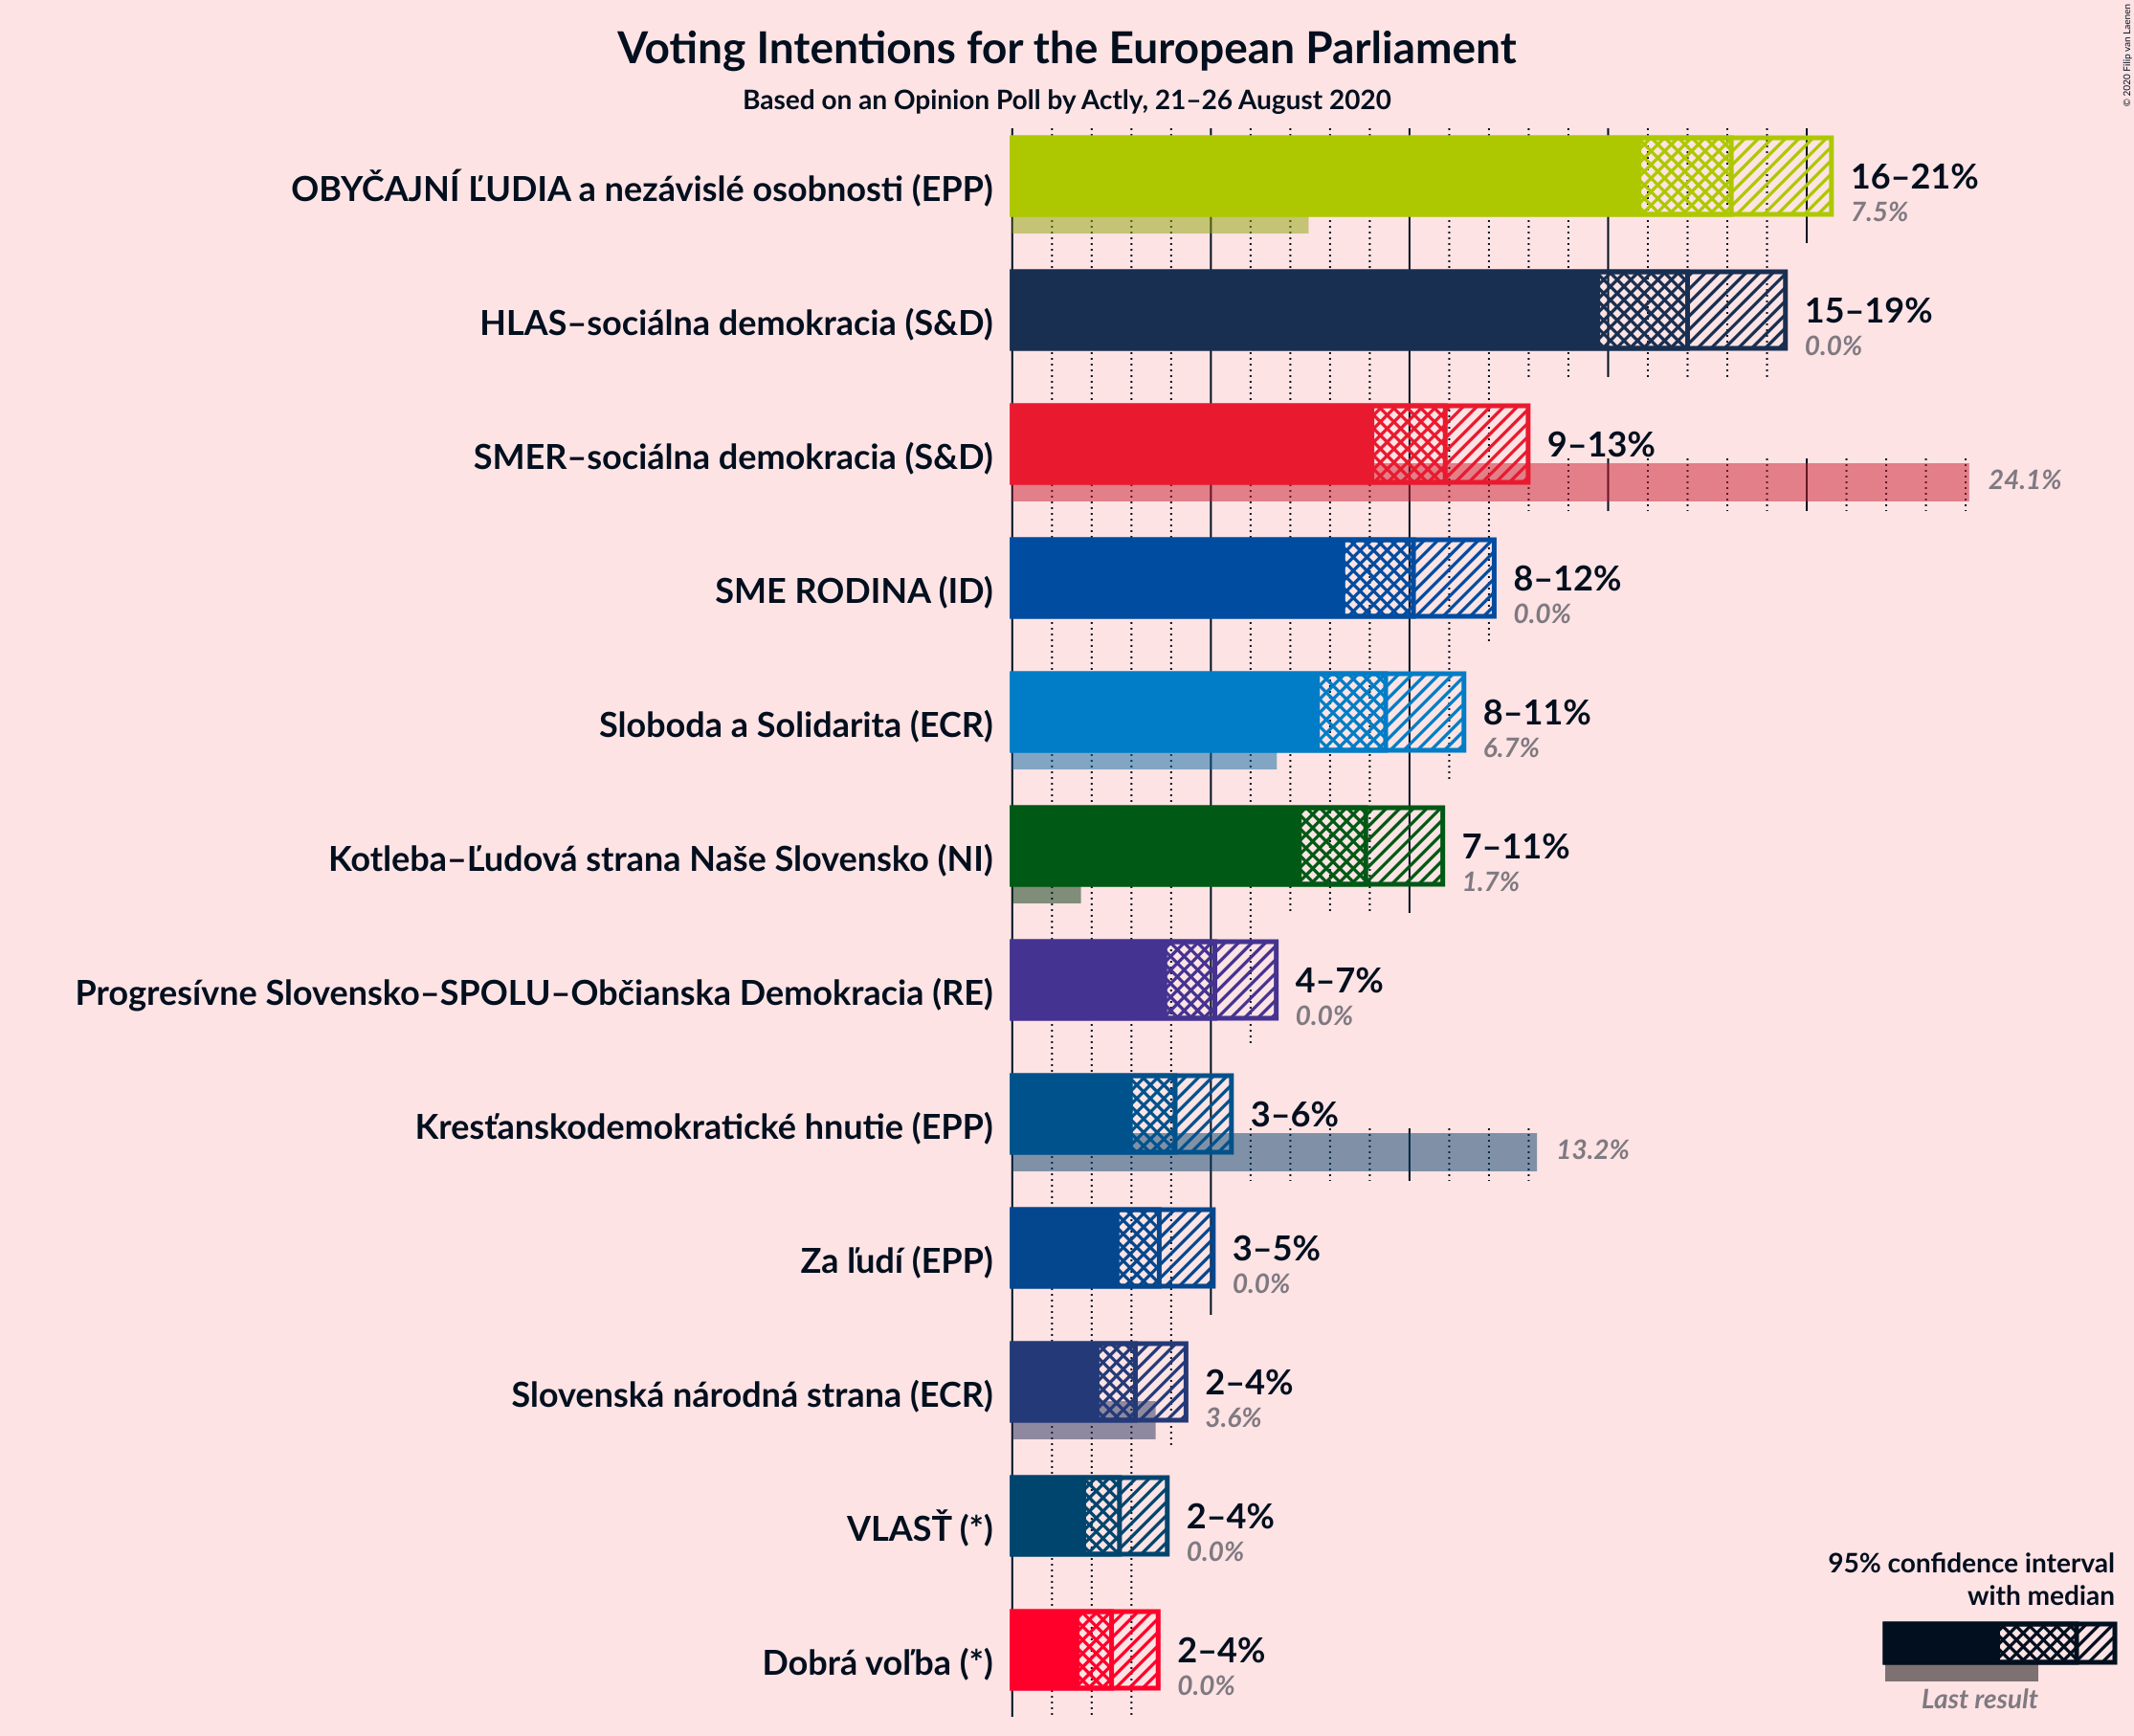 Voting Intentions for the European Parliament
Based on an Opinion Poll by Actly, 21–26 August 2020
© 2020 Filip van Laenen
OBYČAJNÍ ĽUDIA a nezávislé osobnosti (EPP)
16–21%
7.5%
HLAS–sociálna demokracia (S&D)
15–19%
0.0%
SMER–sociálna demokracia (S&D)
9–13%
24.1%
SME RODINA (ID)
8–12%
0.0%
Sloboda a Solidarita (ECR)
8–11%
6.7%
Kotleba–Ľudová strana Naše Slovensko (NI)
7–11%
1.7%
Progresívne Slovensko–SPOLU–Občianska Demokracia (RE)
4–7%
0.0%
Kresťanskodemokratické hnutie (EPP)
3–6%
13.2%
Za ľudí (EPP)
3–5%
0.0%
Slovenská národná strana (ECR)
2–4%
3.6%
VLASŤ (*)
2–4%
0.0%
Dobrá voľba (*)
2–4%
0.0%
95% confidence interval
with median
Last result